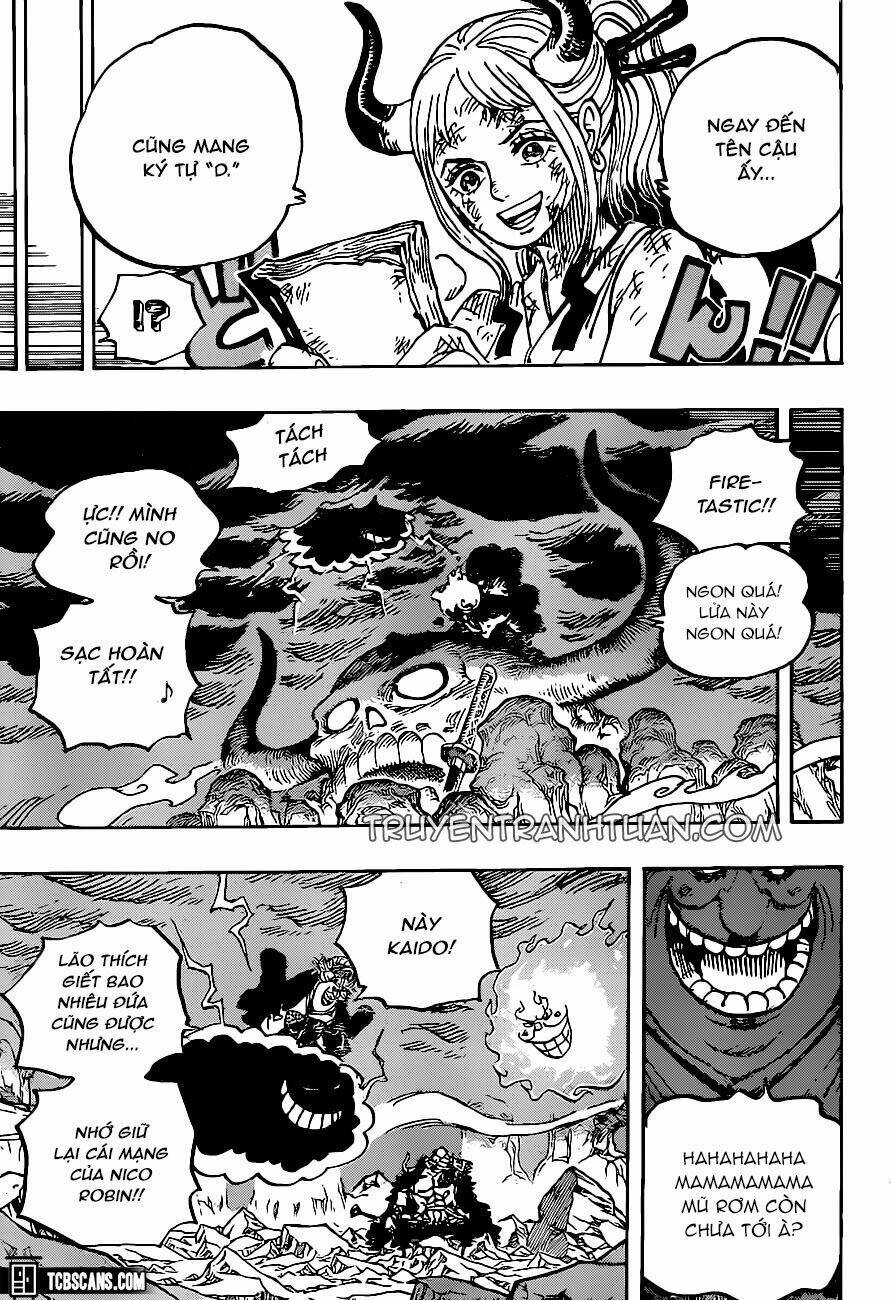 NGAY ĐẾN
TÊN CẬU
ẤY...
CŨNG MANG
KÝ TỰ "D."
!?
FIRE-
TASTIC!!
NGON QUÁ!
LỬA NÀY
NGON QUÁ!
TÁCH
TÁCH
ỰC!! MÌNH
CŨNG NO
RỒI!
SẠC HOÀN
TẤT!! ♪
TRUYENTRANHTUAN.COM
HAHAHAHAHA
MAMAMAMAMA
MŨ RƠM CÒN
CHƯA TỚI À?
NÀY
KAIDO!
LÃO THÍCH
GIẾT BAO
NHIÊU ĐỨA
CŨNG ĐƯỢC
NHƯNG...
NHỚ GIỮ
LẠI CÁI MẠNG
CỦA NICO
ROBIN!!
TCBSCANS.COM